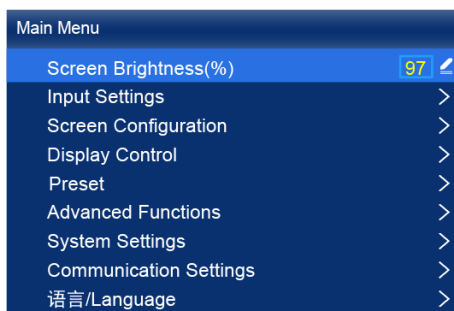 Main Menu
Screen Brightness(%) 97
Input Settings >
Screen Configuration >
Display Control >
Preset >
Advanced Functions >
System Settings >
Communication Settings >
语言/Language >